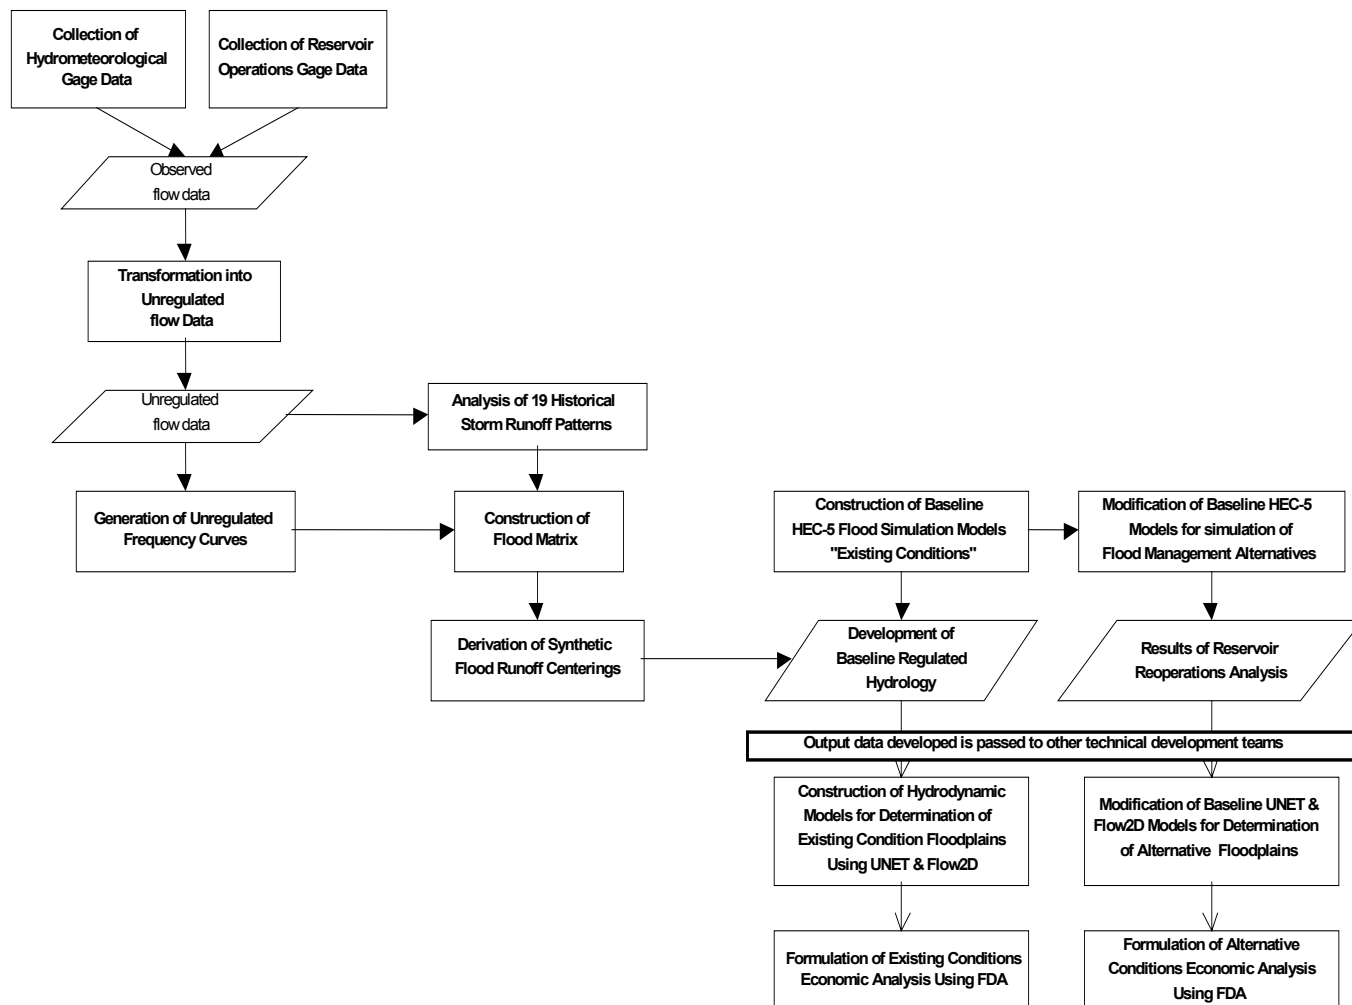 Collection of
Hydrometeorological
Gage Data
Collection of Reservoir
Operations Gage Data
Observed
flow data
Transformation into
Unregulated
flow Data
Unregulated
flow data
Analysis of 19 Historical
Storm Runoff Patterns
Generation of Unregulated
Frequency Curves
Construction of
Flood Matrix
Construction of Baseline
HEC-5 Flood Simulation Models
"Existing Conditions"
Modification of Baseline HEC-5
Models for simulation of
Flood Management Alternatives
Derivation of Synthetic
Flood Runoff Centerings
Development of
Baseline Regulated
Hydrology
Results of Reservoir
Reoperations Analysis
Output data developed is passed to other technical development teams
Construction of Hydrodynamic
Models for Determination of
Existing Condition Floodplains
Using UNET & Flow2D
Modification of Baseline UNET &
Flow2D Models for Determination
of Alternative Floodplains
Formulation of Existing Conditions
Economic Analysis Using FDA
Formulation of Alternative
Conditions Economic Analysis
Using FDA